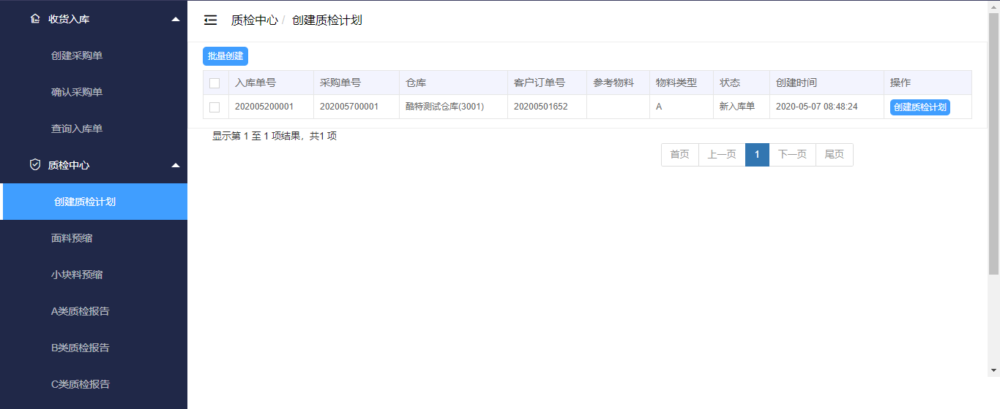 收货入库
创建采购单
确认采购单
查询入库单
质检中心
创建质检计划
面料预缩
小块料预缩
A类质检报告
B类质检报告
C类质检报告
质检中心 / 创建质检计划
批量创建
入库单号 采购单号 仓库 客户订单号 参考物料 物料类型 状态 创建时间 操作
202005200001 202005700001 酷特测试仓库(3001) 20200501652 A 新入库单 2020-05-07 08:48:24 创建质检计划
显示第 1 至 1 项结果，共1 项
首页 上一页 1 下一页 尾页